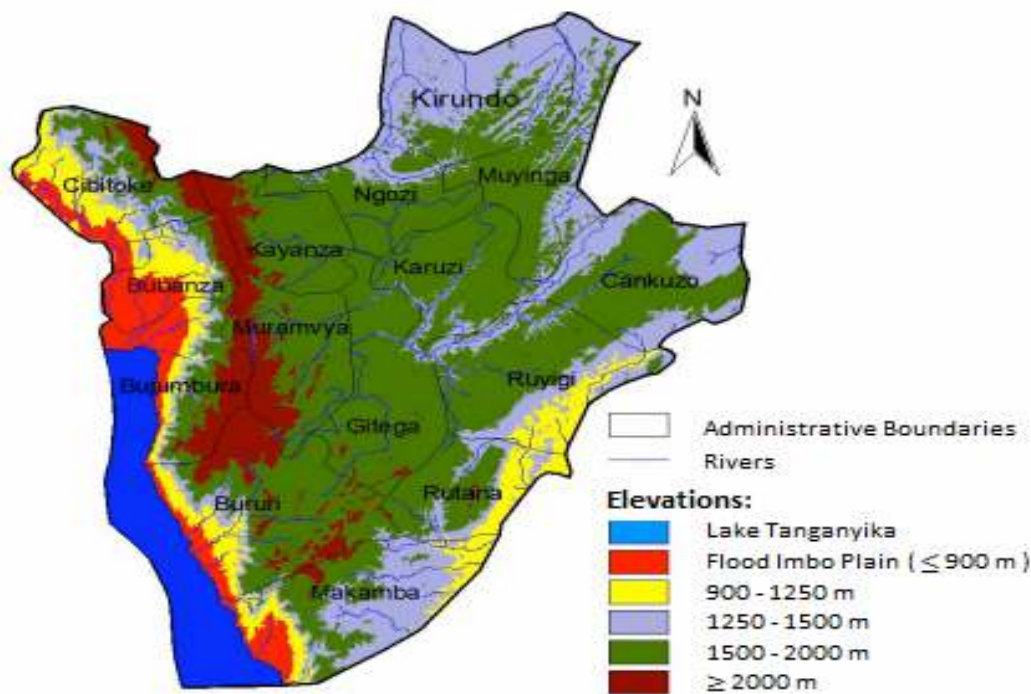 Kirundo
N
Cibitoke
Ngozi
Muyinga
Kayanza
Karuzi
Bubanza
Cankuzo
Muramvya
Bujumbura
Ruyigi
Gitega
Administrative Boundaries
Rivers
Bururi
Rutana
Elevations:
Lake Tanganyika
Flood Imbo Plain ( ≤ 900 m )
Makamba
900 - 1250 m
1250 - 1500 m
1500 - 2000 m
≥ 2000 m